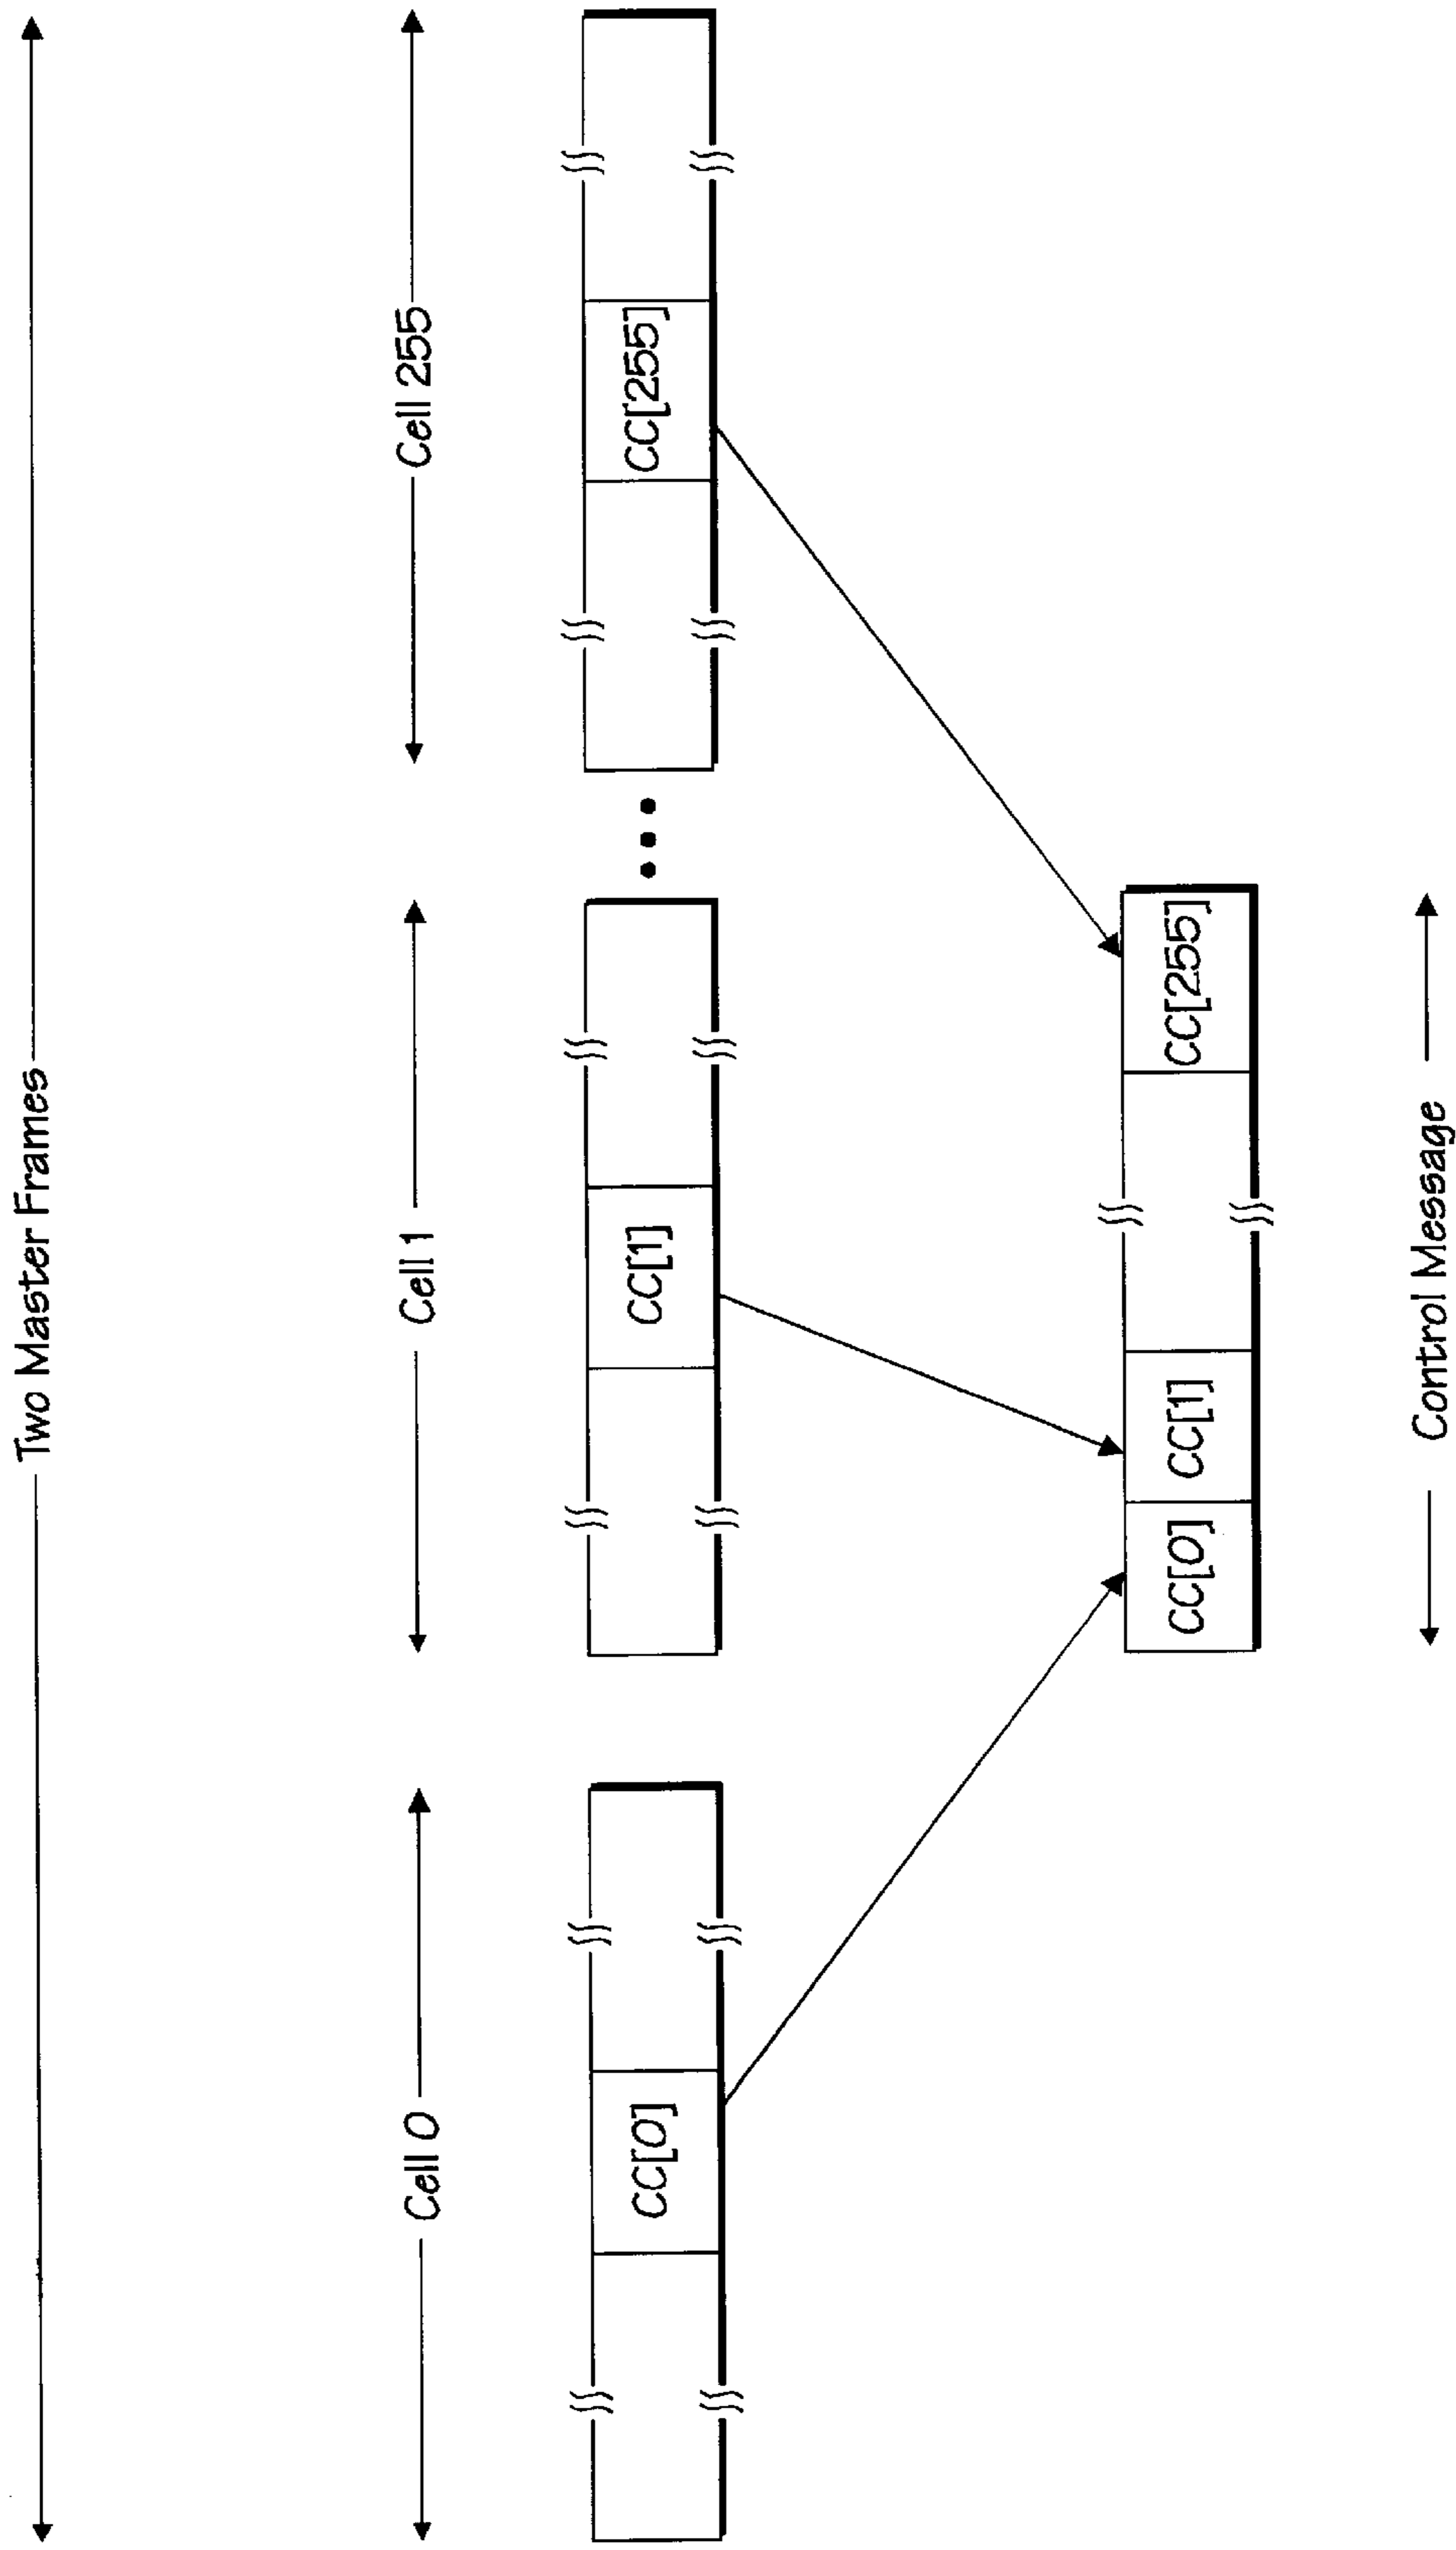 Two Master Frames
Cell 0
Cell 1
Cell 255
CC[0]
CC[1]
CC[255]
CC[0]
CC[1]
CC[255]
Control Message